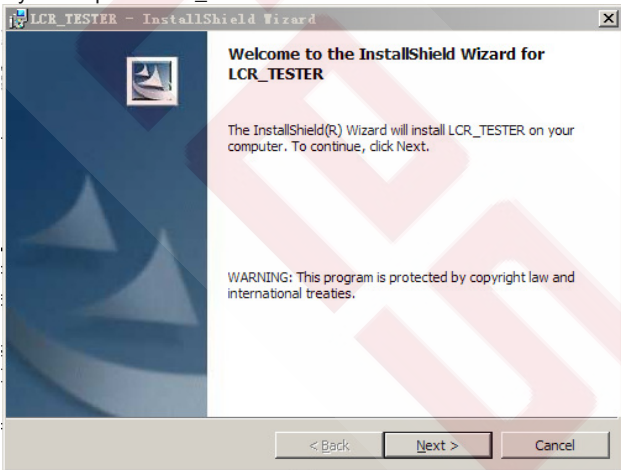 LCR_TESTER - InstallShield Wizard
Welcome to the InstallShield Wizard for
LCR_TESTER
The InstallShield(R) Wizard will install LCR_TESTER on your
computer. To continue, click Next.
WARNING: This program is protected by copyright law and
international treaties.
< Back
Next >
Cancel